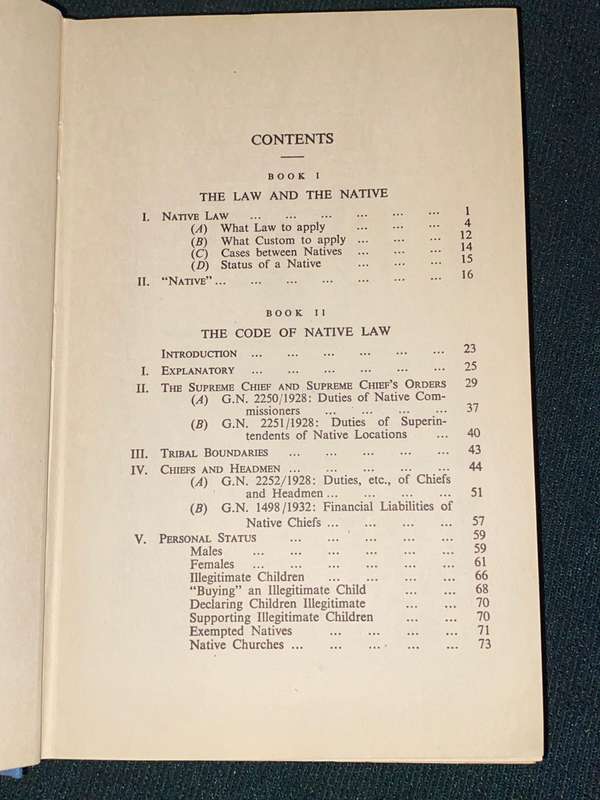 CONTENTS
BOOK I
THE LAW AND THE NATIVE
I. NATIVE LAW ... ... ... ... ... ... 1
(A) What Law to apply ... ... ... 4
(B) What Custom to apply ... ... ... 12
(C) Cases between Natives ... ... ... 14
(D) Status of a Native ... ... ... 15
II. "NATIVE" ... ... ... ... ... ... ... 16
BOOK II
THE CODE OF NATIVE LAW
INTRODUCTION ... ... ... ... ... ... 23
I. EXPLANATORY ... ... ... ... ... ... 25
II. THE SUPREME CHIEF AND SUPREME CHIEF'S ORDERS 29
(A) G.N. 2250/1928: Duties of Native Com-
missioners ... ... ... ... 37
(B) G.N. 2251/1928: Duties of Superin-
tendents of Native Locations ... 40
III. TRIBAL BOUNDARIES ... ... ... ... ... 43
IV. CHIEFS AND HEADMEN ... ... ... ... ... 44
(A) G.N. 2252/1928: Duties, etc., of Chiefs
and Headmen ... ... ... ... 51
(B) G.N. 1498/1932: Financial Liabilities of
Native Chiefs ... ... ... ... 57
V. PERSONAL STATUS ... ... ... ... ... 59
Males ... ... ... ... ... ... 59
Females ... ... ... ... ... ... 61
Illegitimate Children ... ... ... ... 66
"Buying" an Illegitimate Child ... ... 68
Declaring Children Illegitimate ... ... 70
Supporting Illegitimate Children ... ... 70
Exempted Natives ... ... ... ... 71
Native Churches ... ... ... ... ... 73